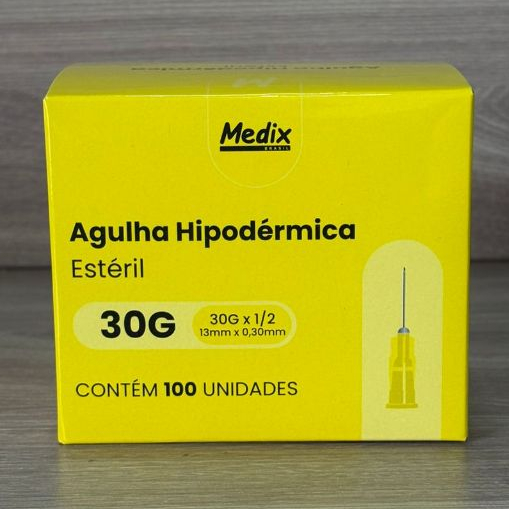 Medix
BRASIL
Agulha Hipodérmica
Estéril
30G
30G x 1/2
13mm x 0,30mm
CONTÉM 100 UNIDADES